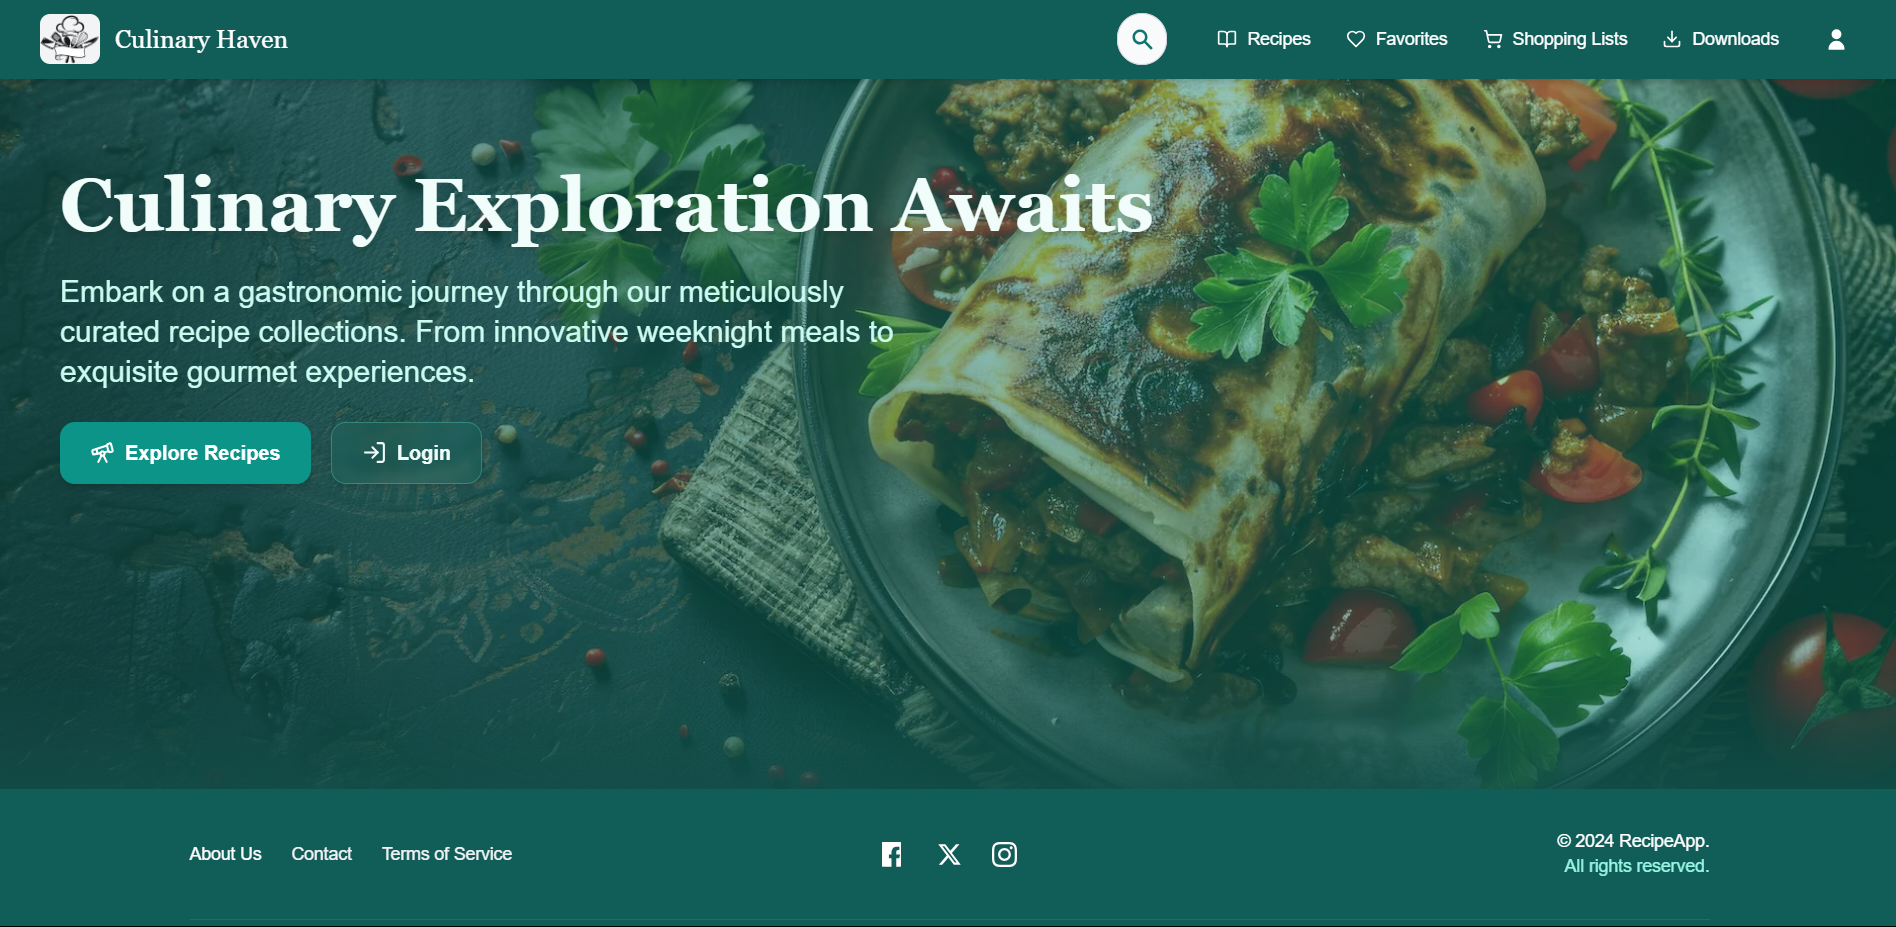 Culinary Haven
Recipes
Favorites
Shopping Lists
Downloads
Culinary Exploration Awaits
Embark on a gastronomic journey through our meticulously
curated recipe collections. From innovative weeknight meals to
exquisite gourmet experiences.
Explore Recipes
Login
About Us
Contact
Terms of Service
© 2024 RecipeApp.
All rights reserved.